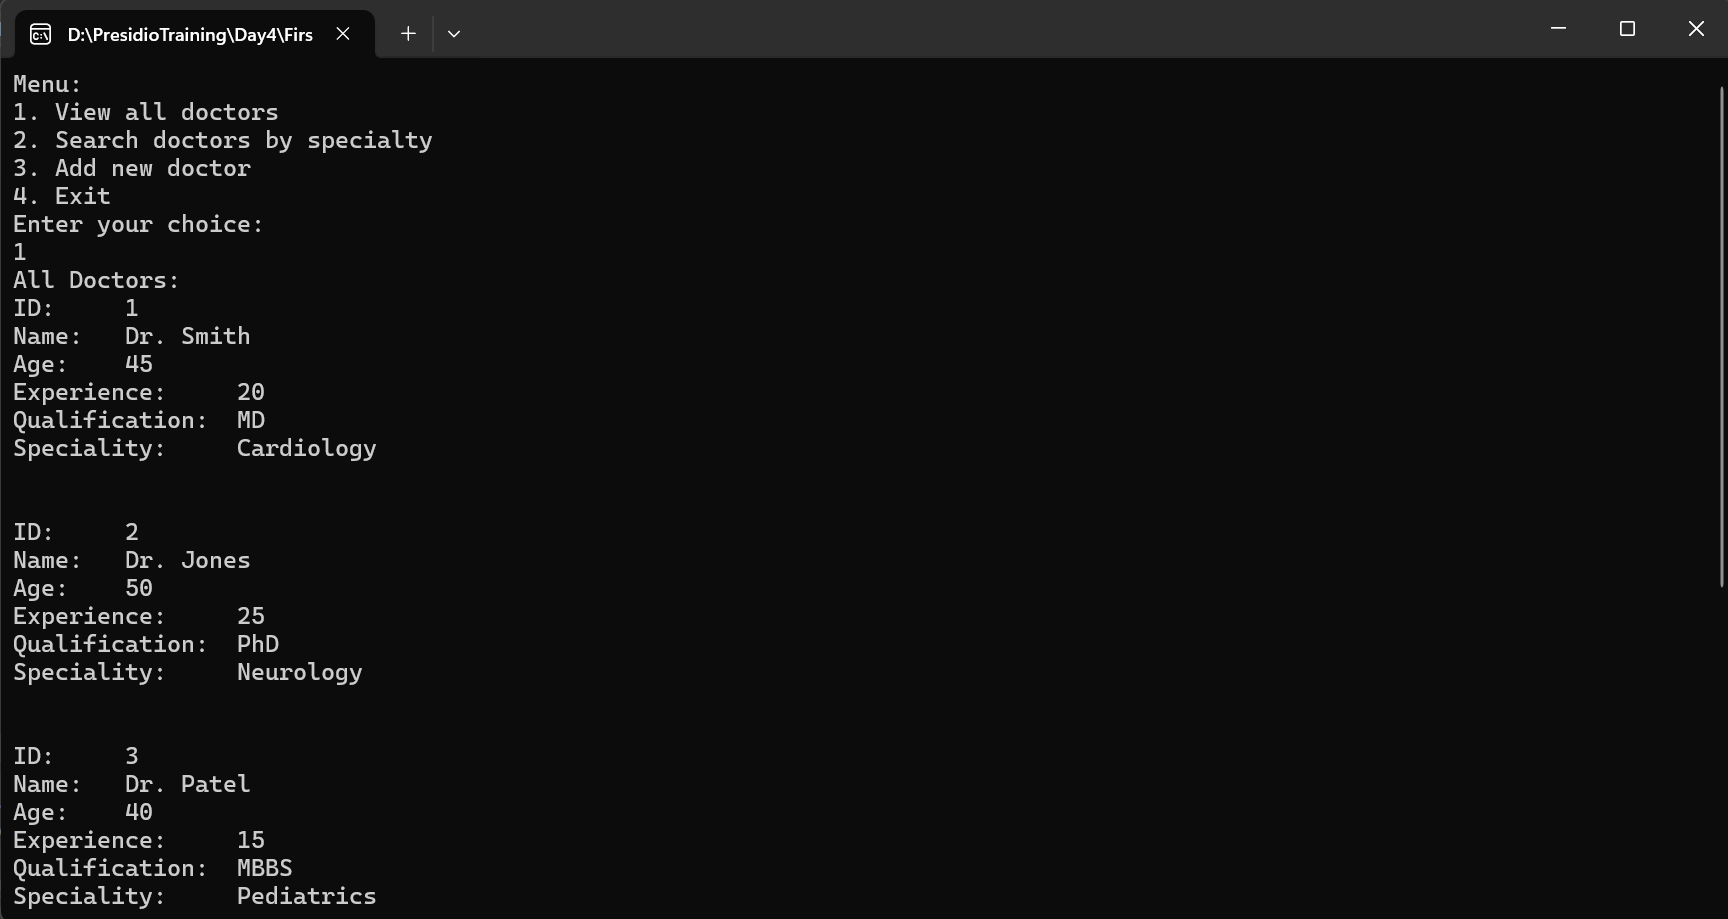 D:\PresidioTraining\Day4\Firs
Menu:
1. View all doctors
2. Search doctors by specialty
3. Add new doctor
4. Exit
Enter your choice:
1
All Doctors:
ID:     1
Name:   Dr. Smith
Age:    45
Experience:     20
Qualification:  MD
Speciality:     Cardiology
ID:     2
Name:   Dr. Jones
Age:    50
Experience:     25
Qualification:  PhD
Speciality:     Neurology
ID:     3
Name:   Dr. Patel
Age:    40
Experience:     15
Qualification:  MBBS
Speciality:     Pediatrics